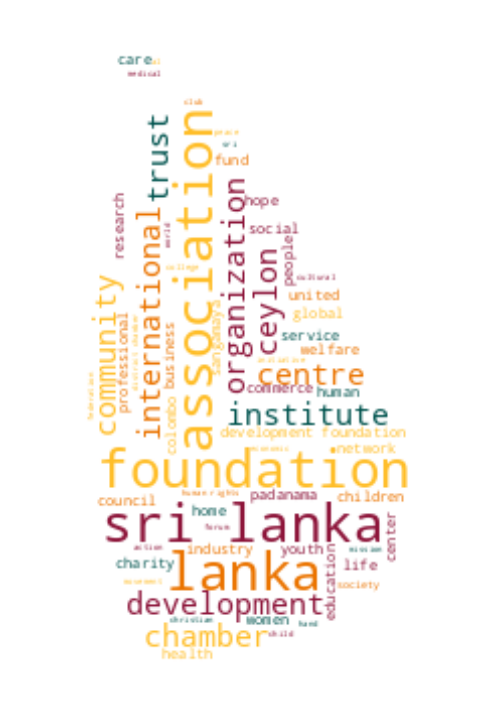 care
medical
club
peace
sri
trust
fund
association
international
organization
hope
research
world
social
people
ceylon
college
cultural
community
united
global
professional
business
sanganamaya
service
welfare
district chamber
colombo
initiative
centre
commerce
human
federation
institute
development foundation
economic
network
foundation
human rights
council
padanama
children
home
forum
sri lanka
center
action
industry
youth
mission
charity
lanka
life
movement
education
society
development
christian
women
hand
chamber
child
health